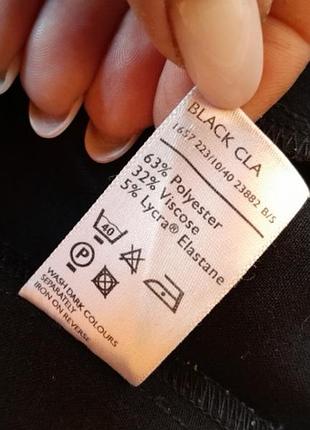 BLACK CLA
1657 223/10/40 23882 B/S
63% Polyester
32% Viscose
5% Lycra® Elastane
40
P
WASH DARK COLOURS
SEPARATELY
IRON ON REVERSE